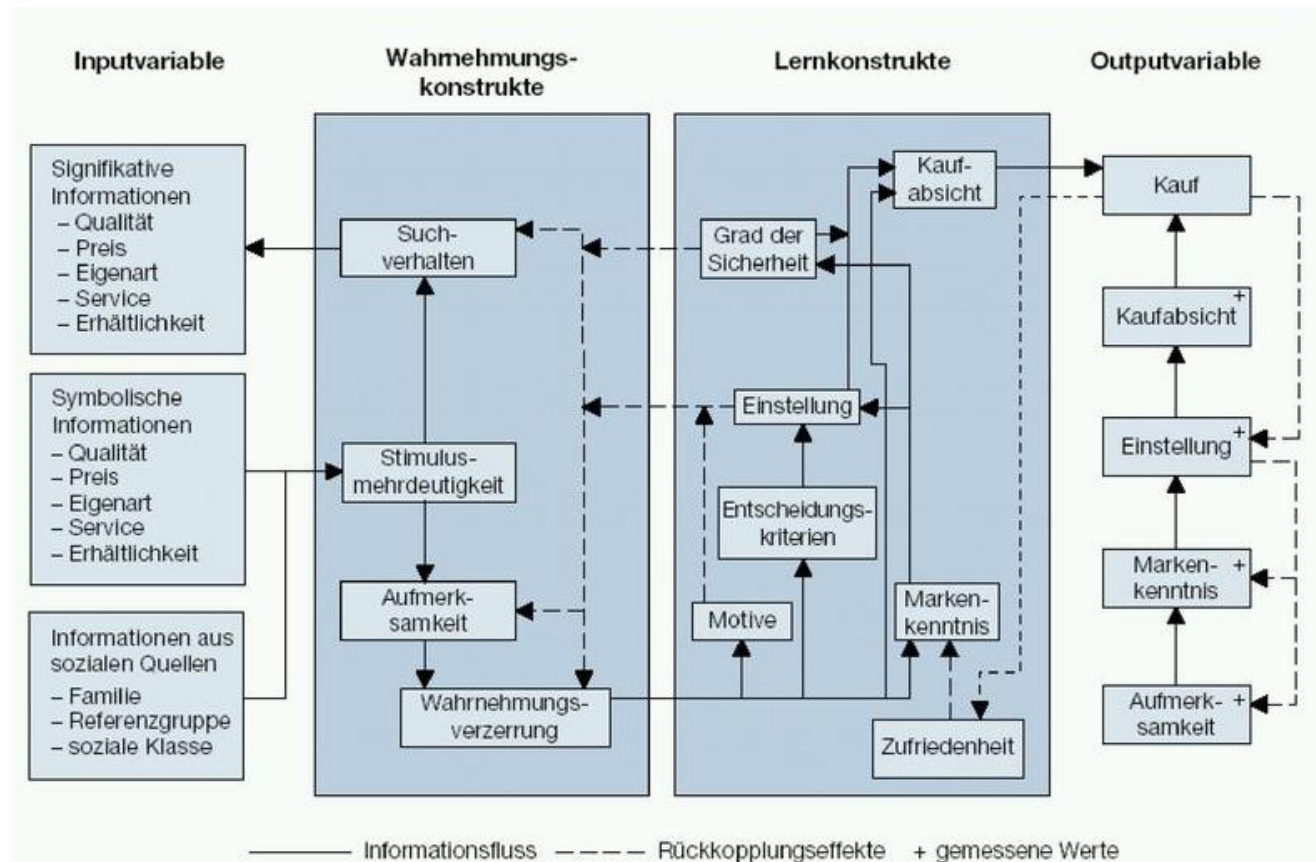 Inputvariable
Wahrnehmungs-
konstrukte
Lernkonstrukte
Outputvariable
Signifikative
Informationen
– Qualität
– Preis
– Eigenart
– Service
– Erhältlichkeit
Symbolische
Informationen
– Qualität
– Preis
– Eigenart
– Service
– Erhältlichkeit
Informationen aus
sozialen Quellen
– Familie
– Referenzgruppe
– soziale Klasse
Such-
verhalten
Stimulus-
mehrdeutigkeit
Aufmerk-
samkeit
Wahrnehmungs-
verzerrung
Kauf-
absicht
Grad der
Sicherheit
Einstellung
Entscheidungs-
kriterien
Motive
Marken-
kenntnis
Zufriedenheit
Kauf
Kaufabsicht +
Einstellung +
Marken- +
kenntnis
Aufmerk- +
samkeit
Informationsfluss
Rückkopplungseffekte
+ gemessene Werte